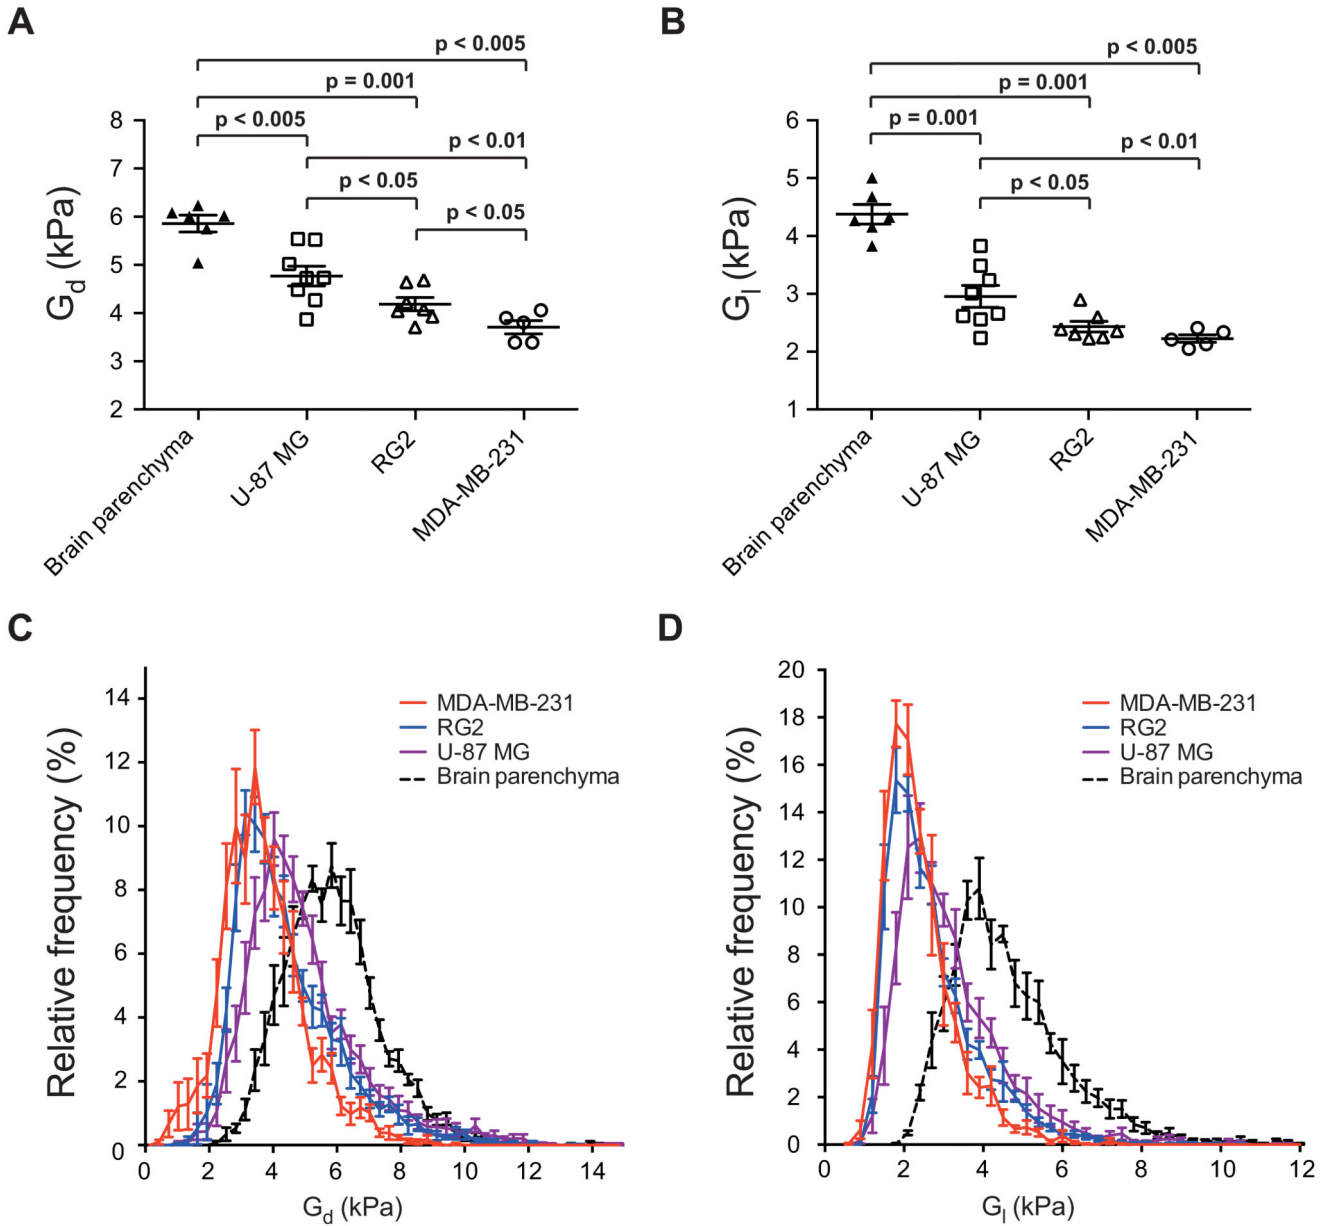 A
p < 0.005
p = 0.001
p < 0.005
p < 0.01
p < 0.05
p < 0.05
8
7
6
5
4
3
2
Gd (kPa)
Brain parenchyma
U-87 MG
RG2
MDA-MB-231
B
p < 0.005
p = 0.001
p = 0.001
p < 0.01
p < 0.05
6
5
4
3
2
1
Gl (kPa)
Brain parenchyma
U-87 MG
RG2
MDA-MB-231
C
14
12
10
8
6
4
2
0
Relative frequency (%)
MDA-MB-231
RG2
U-87 MG
Brain parenchyma
0 2 4 6 8 10 12 14
Gd (kPa)
D
20
18
16
14
12
10
8
6
4
2
0
Relative frequency (%)
MDA-MB-231
RG2
U-87 MG
Brain parenchyma
0 2 4 6 8 10 12
Gl (kPa)